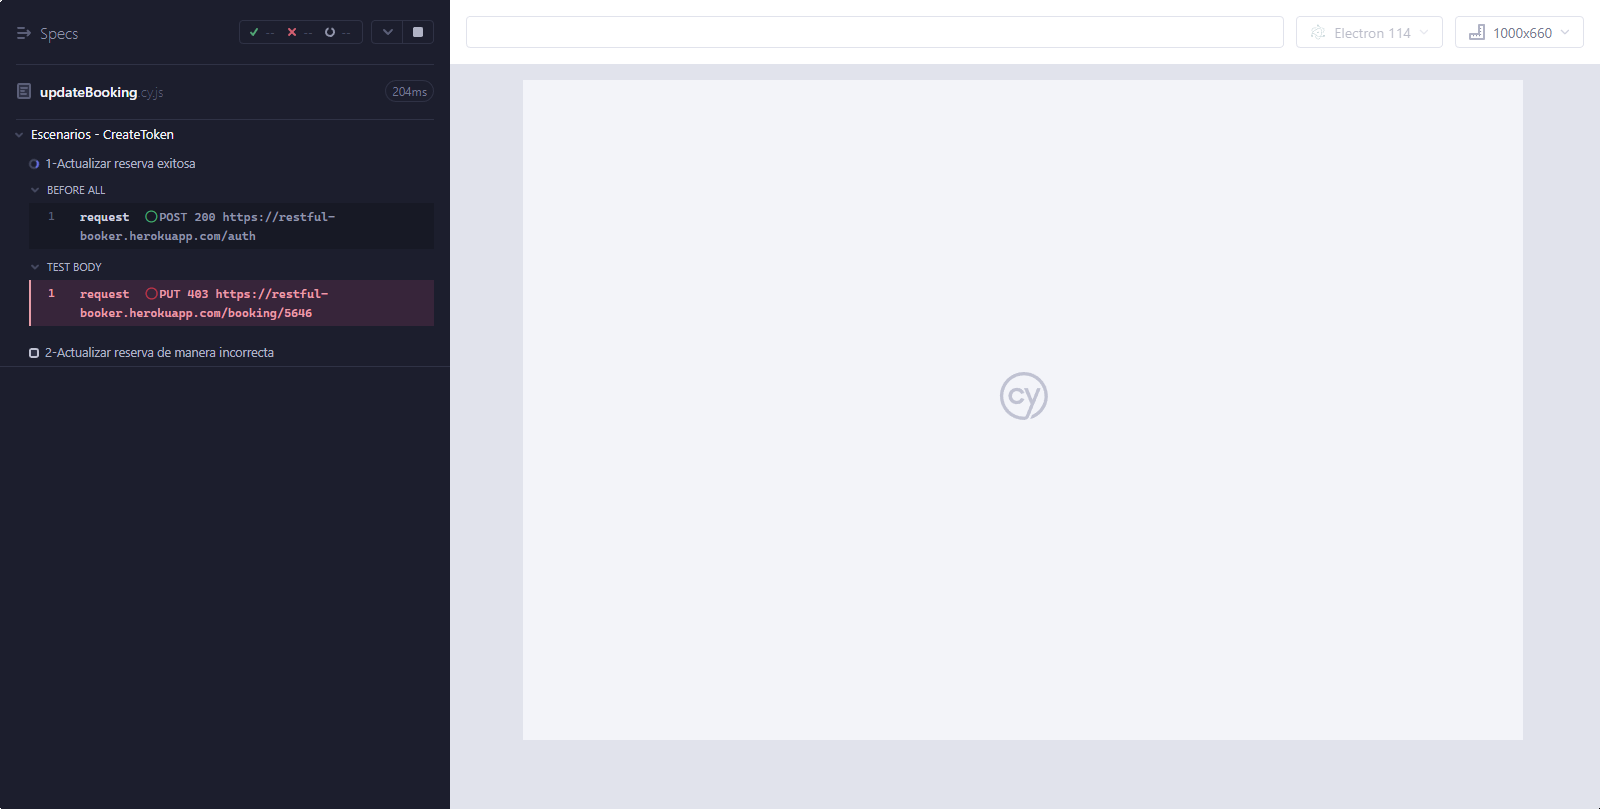 Specs
-- -- --
updateBooking cy.js
204ms
Escenarios - CreateToken
1-Actualizar reserva exitosa
BEFORE ALL
1 request POST 200 https://restful-
booker.herokuapp.com/auth
TEST BODY
1 request PUT 403 https://restful-
booker.herokuapp.com/booking/5646
2-Actualizar reserva de manera incorrecta
Electron 114
1000x660
cy